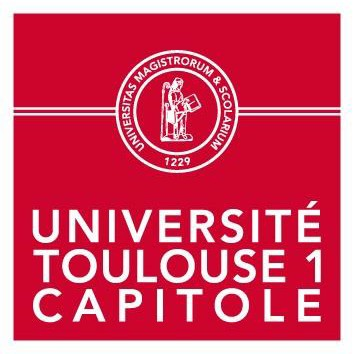 UNIVERSITAS MAGISTRORUM & SCOLARIUM
1229
UNIVERSITÉ
TOULOUSE 1
CAPITOLE